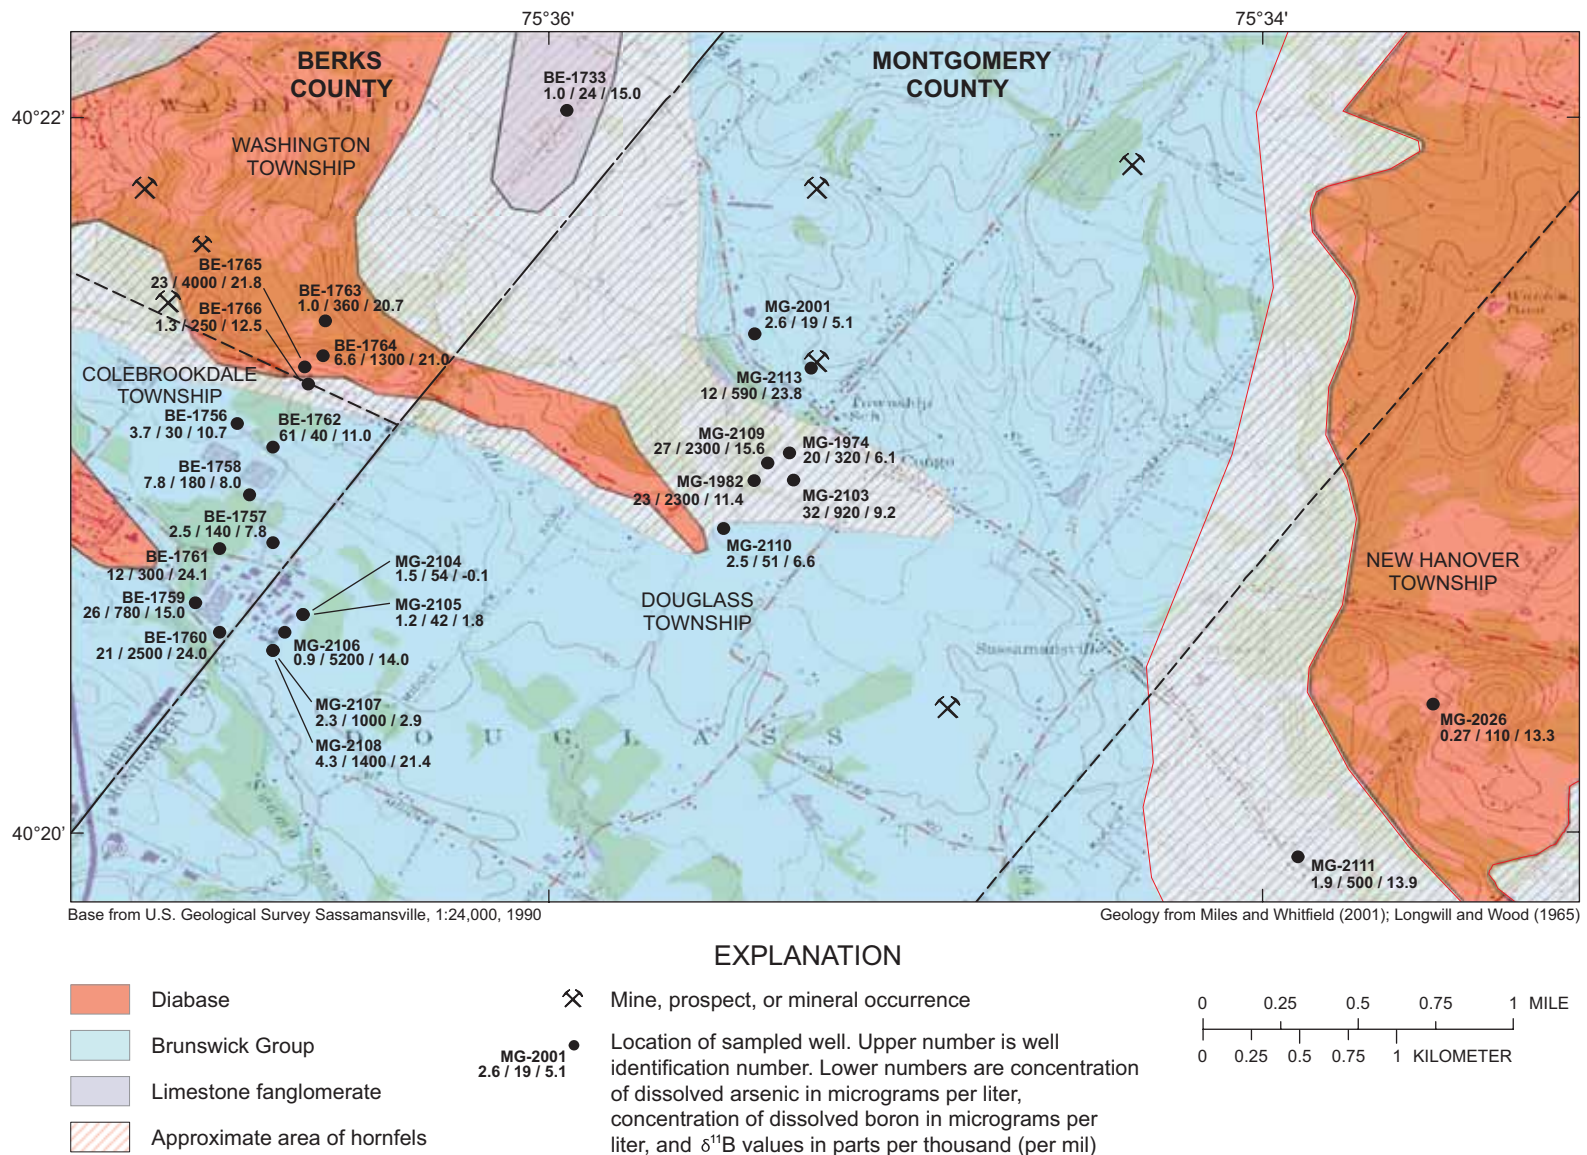 75°36'
75°34'
40°22'
40°20'
BERKS
COUNTY
MONTGOMERY
COUNTY
WASHINGTO
WASHINGTON
TOWNSHIP
BE-1733
1.0 / 24 / 15.0
BE-1765
23 / 4000 / 21.8
BE-1763
1.0 / 360 / 20.7
BE-1766
1.3 / 250 / 12.5
BE-1764
6.6 / 1300 / 21.0
MG-2001
2.6 / 19 / 5.1
MG-2113
12 / 590 / 23.8
COLEBROOKDALE
TOWNSHIP
BE-1756
3.7 / 30 / 10.7
BE-1762
61 / 40 / 11.0
Township
Sch
MG-2109
27 / 2300 / 15.6
MG-1974
20 / 320 / 6.1
Congo
BE-1758
7.8 / 180 / 8.0
MG-1982
23 / 2300 / 11.4
MG-2103
32 / 920 / 9.2
BE-1757
2.5 / 140 / 7.8
MG-2110
2.5 / 51 / 6.6
BE-1761
12 / 300 / 24.1
MG-2104
1.5 / 54 / -0.1
NEW HANOVER
TOWNSHIP
BE-1759
26 / 780 / 15.0
MG-2105
1.2 / 42 / 1.8
DOUGLASS
TOWNSHIP
BE-1760
21 / 2500 / 24.0
MG-2106
0.9 / 5200 / 14.0
Sassamansville
MG-2107
2.3 / 1000 / 2.9
MG-2026
0.27 / 110 / 13.3
DOUGLASS
MG-2108
4.3 / 1400 / 21.4
MG-2111
1.9 / 500 / 13.9
Base from U.S. Geological Survey Sassamansville, 1:24,000, 1990
Geology from Miles and Whitfield (2001); Longwill and Wood (1965)
EXPLANATION
Diabase
Brunswick Group
Limestone fanglomerate
Approximate area of hornfels
Mine, prospect, or mineral occurrence
MG-2001
2.6 / 19 / 5.1
Location of sampled well. Upper number is well
identification number. Lower numbers are concentration
of dissolved arsenic in micrograms per liter,
concentration of dissolved boron in micrograms per
liter, and δ¹¹B values in parts per thousand (per mil)
0 0.25 0.5 0.75 1 MILE
0 0.25 0.5 0.75 1 KILOMETER